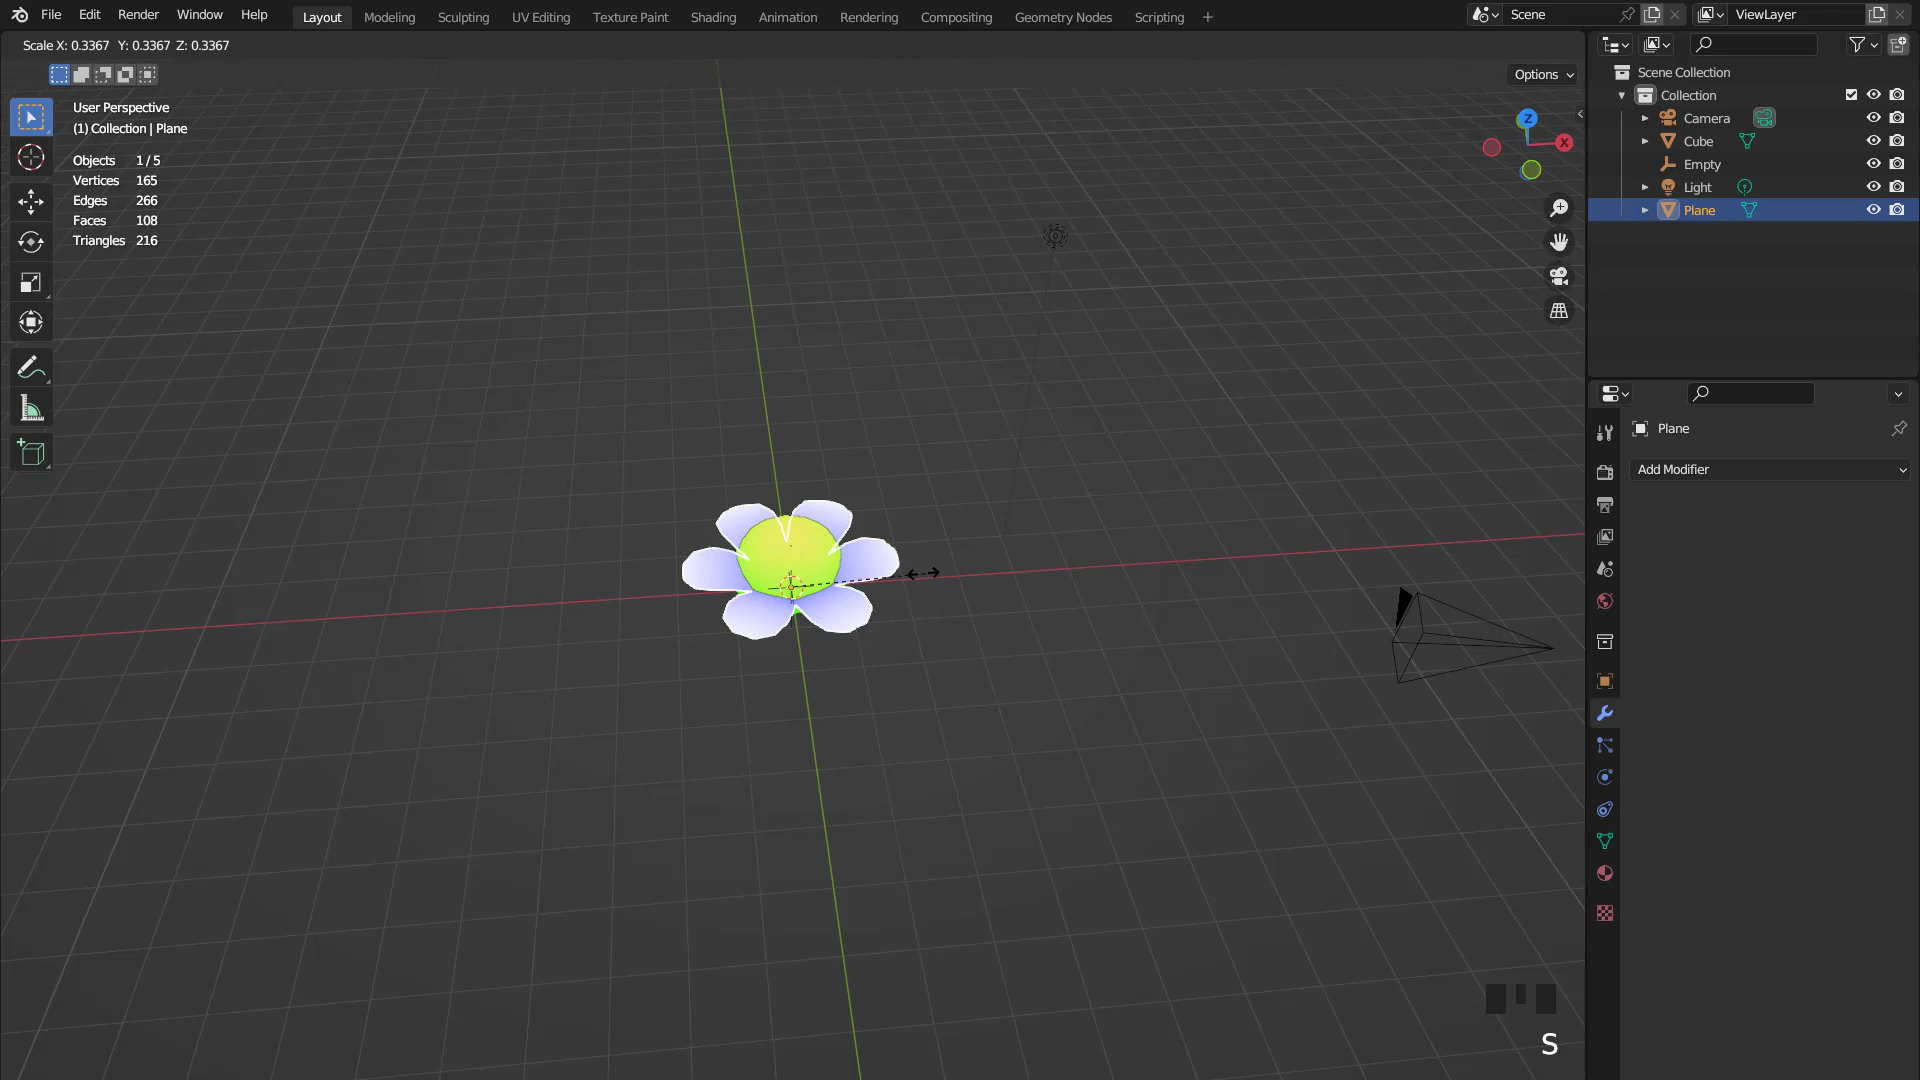 File Edit Render Window Help Layout Modeling Sculpting UV Editing Texture Paint Shading Animation Rendering Compositing Geometry Nodes Scripting + Scene ViewLayer
Scale X: 0.3367 Y: 0.3367 Z: 0.3367
Options
User Perspective
(1) Collection | Plane
Objects 1 / 5
Vertices 165
Edges 266
Faces 108
Triangles 216
Z
X
S
Scene Collection
Collection
Camera
Cube
Empty
Light
Plane
Plane
Add Modifier